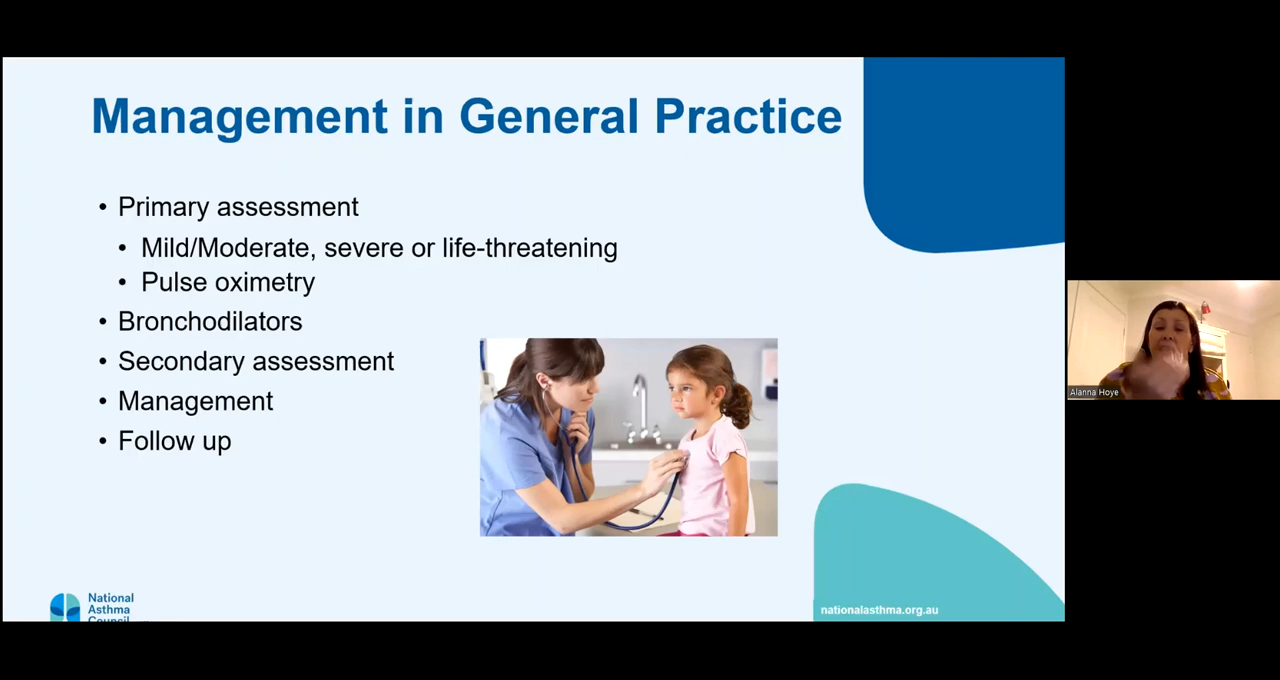 Management in General Practice
• Primary assessment
• Mild/Moderate, severe or life-threatening
• Pulse oximetry
• Bronchodilators
• Secondary assessment
• Management
• Follow up
National
Asthma
Council
nationalasthma.org.au
Alanna Hoye